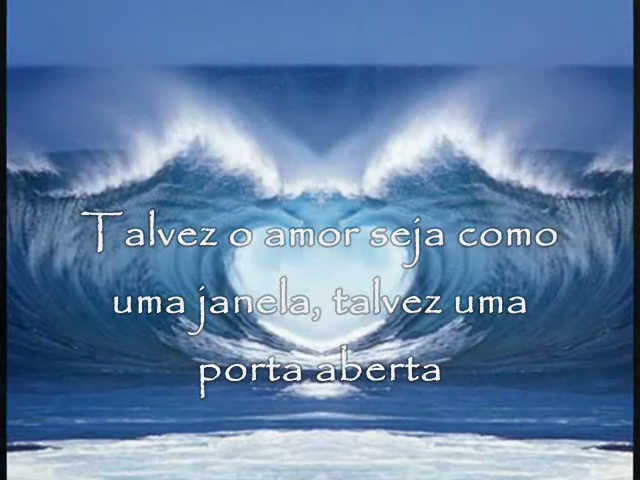 Talvez o amor seja como
uma janela, talvez uma
porta aberta